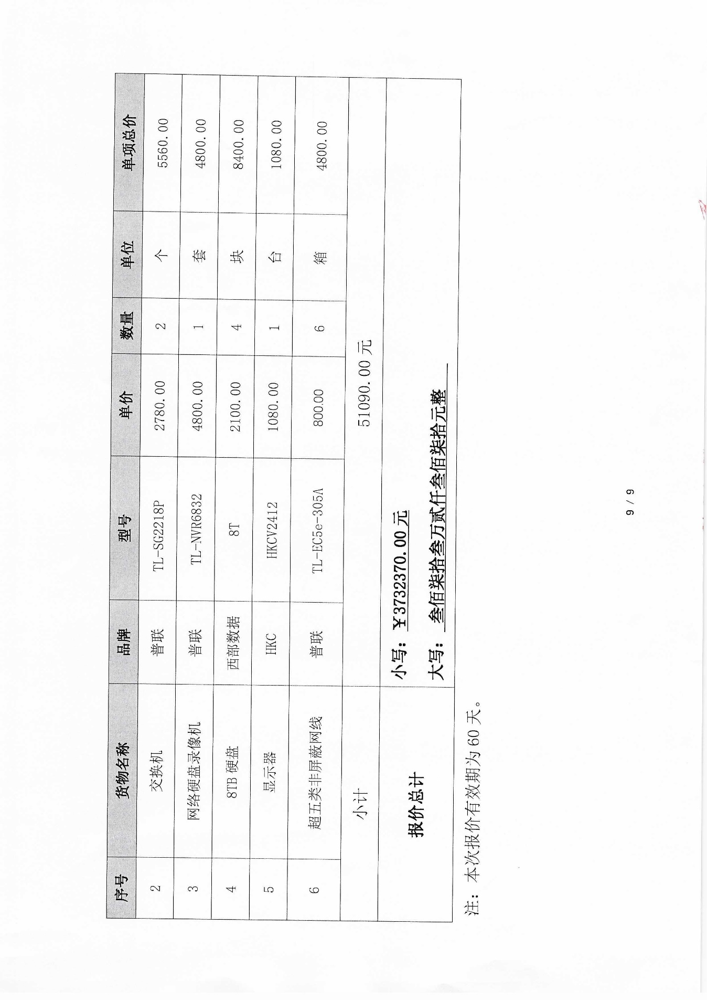 序号 货物名称 品牌 型号 单价 数量 单位 单项总价
2 交换机 普联 TL-SG2218P 2780.00 2 个 5560.00
3 网络硬盘录像机 普联 TL-NVR6832 4800.00 1 套 4800.00
4 8TB 硬盘 西部数据 8T 2100.00 4 块 8400.00
5 显示器 HKC HKCV2412 1080.00 1 台 1080.00
6 超五类非屏蔽网线 普联 TL-EC5e-305A 800.00 6 箱 4800.00
小计 51090.00 元
报价总计 小写：¥3732370.00 元
大写：叁佰柒拾叁万贰仟叁佰柒拾元整
注：本次报价有效期为 60 天。
9 / 9